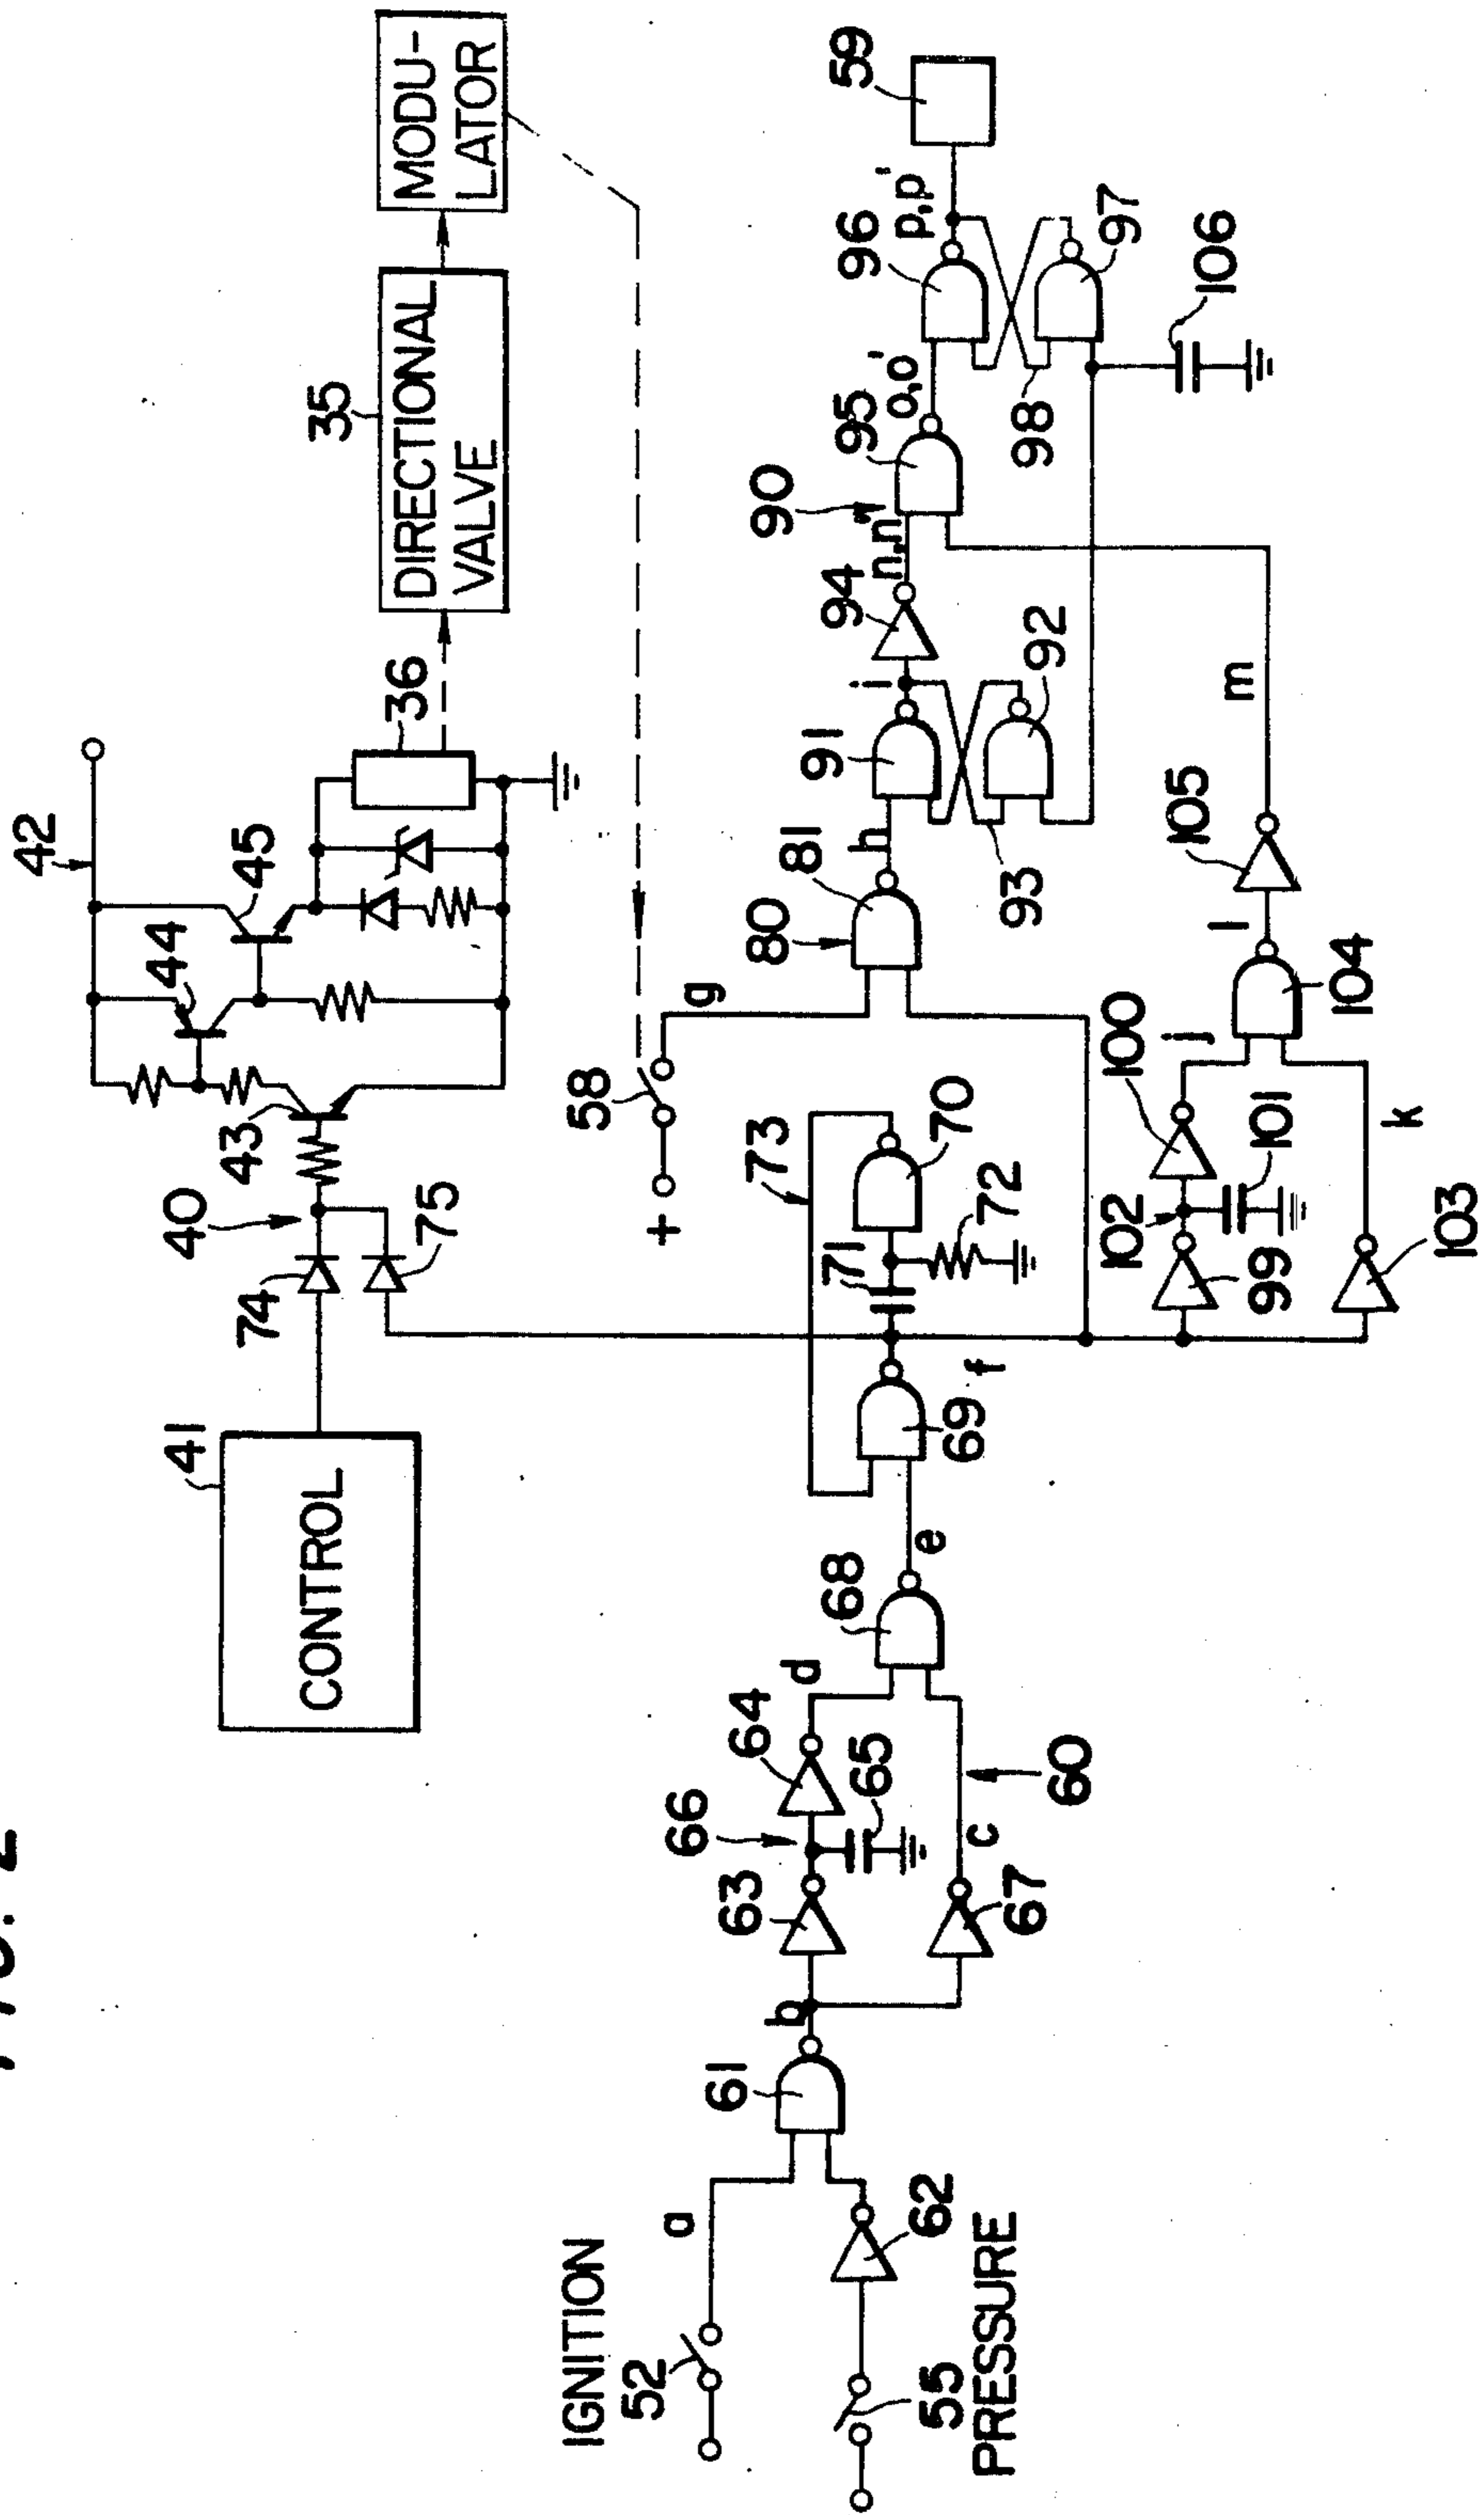 FIG. 2
42
44
45
43
40
74
75
41
CONTROL
36
35
DIRECTIONAL
VALVE
MODU-
LATOR
IGNITION
52
a
55
PRESSURE
62
61
b
63
66
64
65
67
c
60
d
68
e
69
f
73
71
70
72
58
+
g
80
81
h
91
i
92
93
94
n,n'
90
95
o,o'
96
p,p'
59
97
98
106
102
99
100
101
103
j
k
104
l
105
m